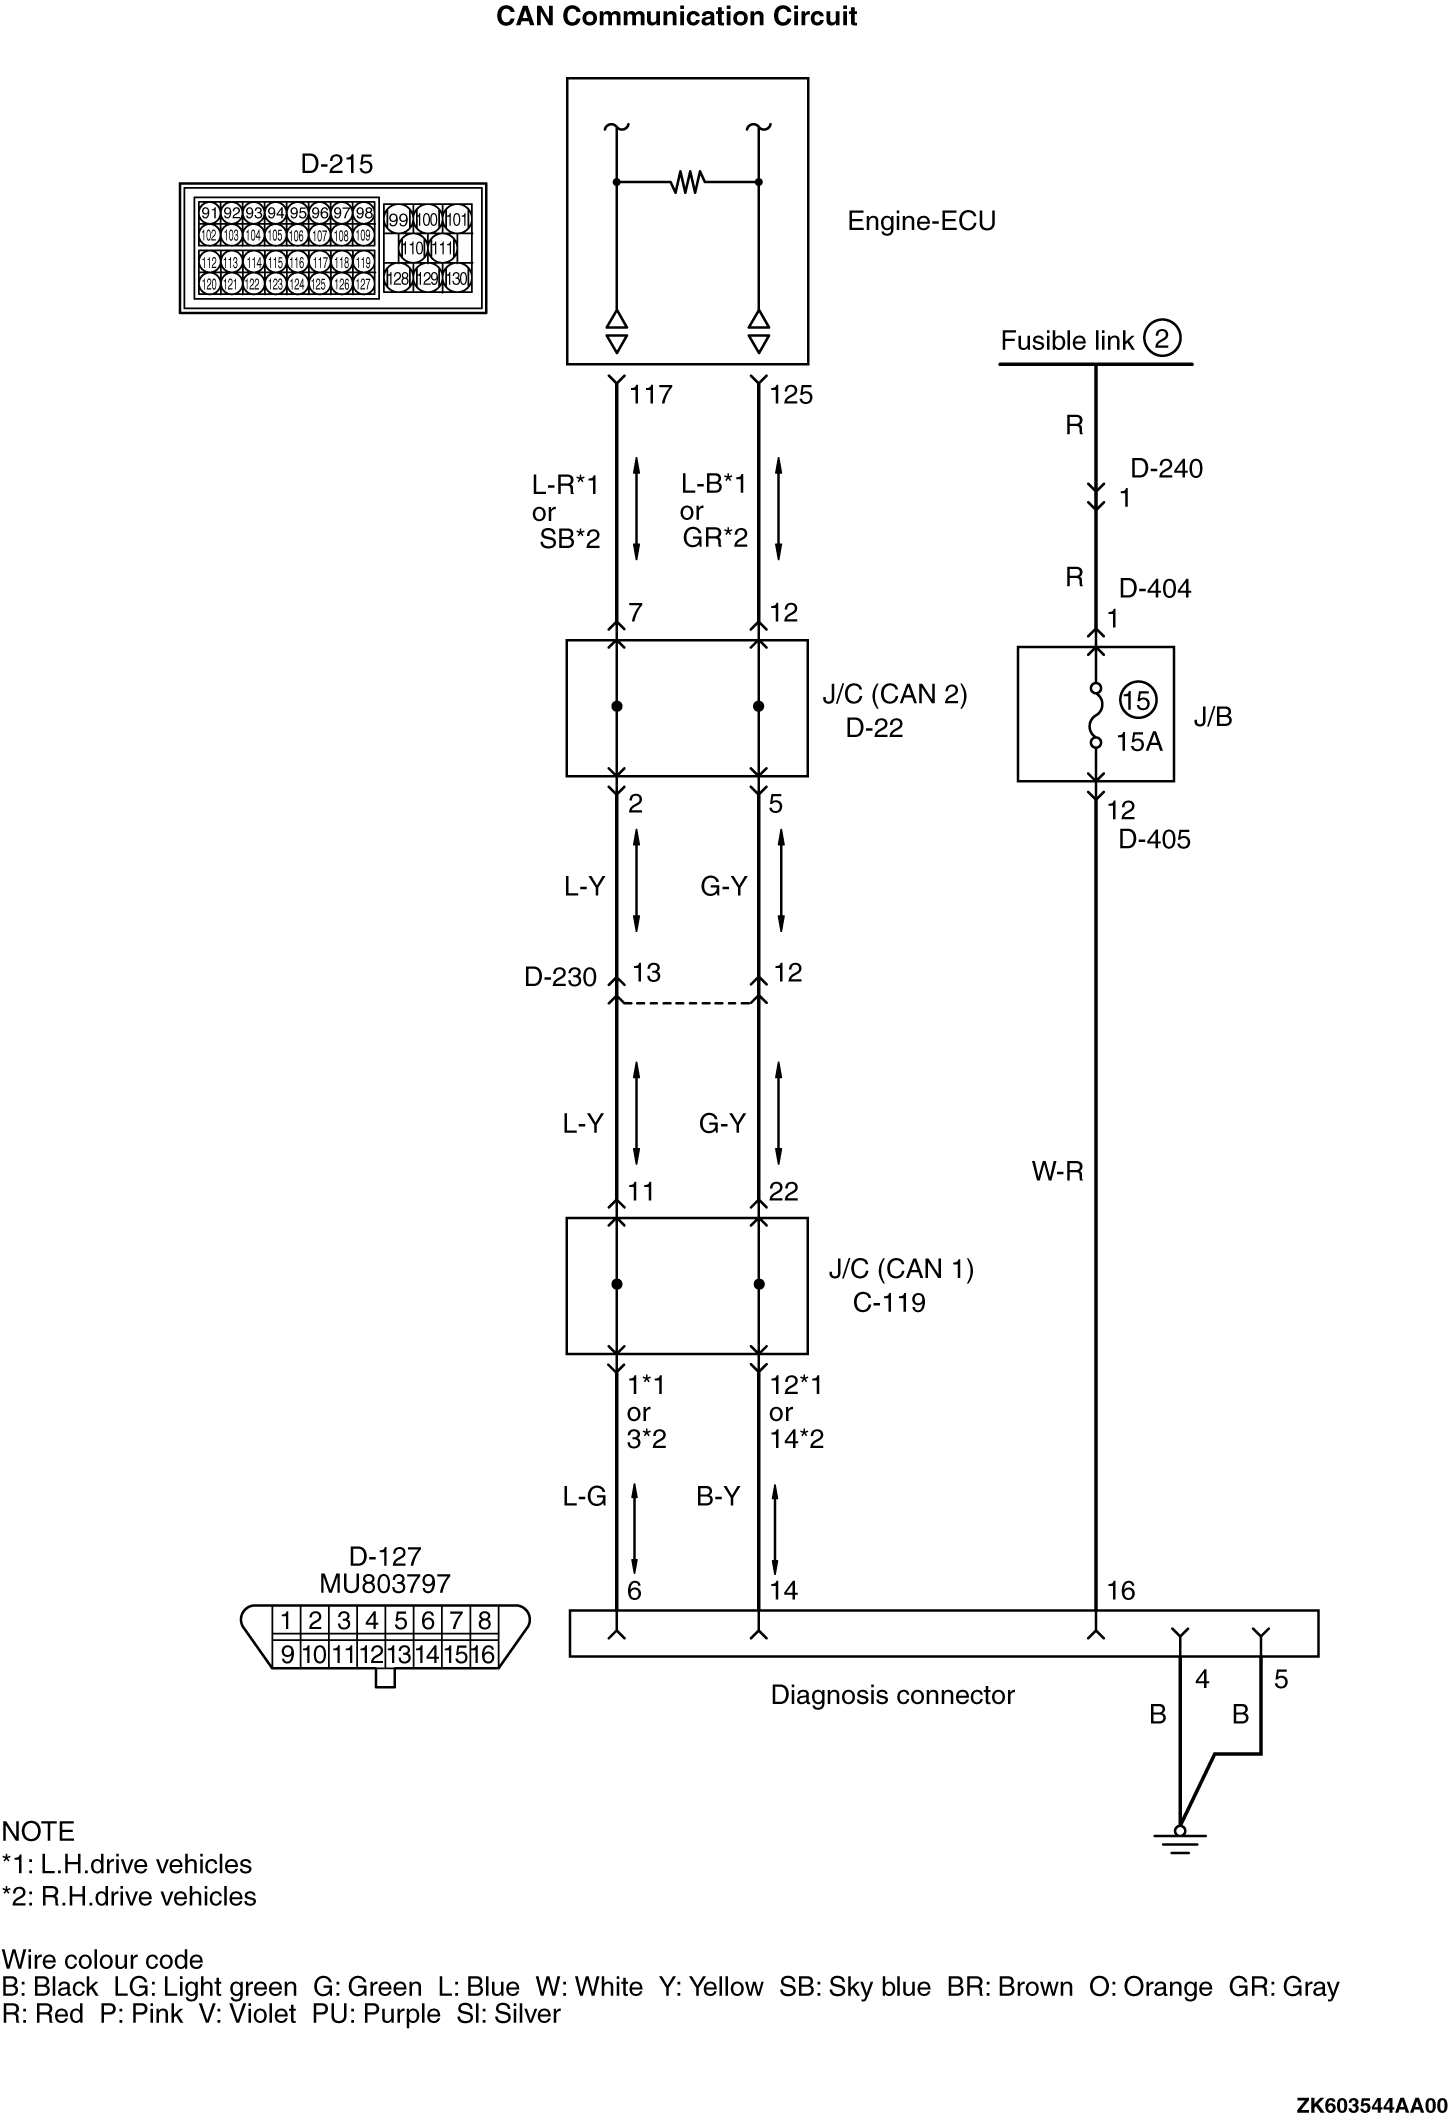 CAN Communication Circuit
D-215
91 92 93 94 95 96 97 98
102 103 104 105 106 107 108 109
112 113 114 115 116 117 118 119
120 121 122 123 124 125 126 127
99 100 101
110 111
128 129 130
Engine-ECU
Fusible link 2
117
125
R
D-240
1
L-R*1
or
SB*2
L-B*1
or
GR*2
R
D-404
1
7
12
J/C (CAN 2)
D-22
15
15A
J/B
2
5
12
D-405
L-Y
G-Y
D-230
13
12
L-Y
G-Y
W-R
11
22
J/C (CAN 1)
C-119
1*1
or
3*2
12*1
or
14*2
L-G
B-Y
D-127
MU803797
1 2 3 4 5 6 7 8
9 10 11 12 13 14 15 16
6
14
16
4
5
Diagnosis connector
B
B
NOTE
*1: L.H.drive vehicles
*2: R.H.drive vehicles
Wire colour code
B: Black LG: Light green G: Green L: Blue W: White Y: Yellow SB: Sky blue BR: Brown O: Orange GR: Gray
R: Red P: Pink V: Violet PU: Purple SI: Silver
ZK603544AA00